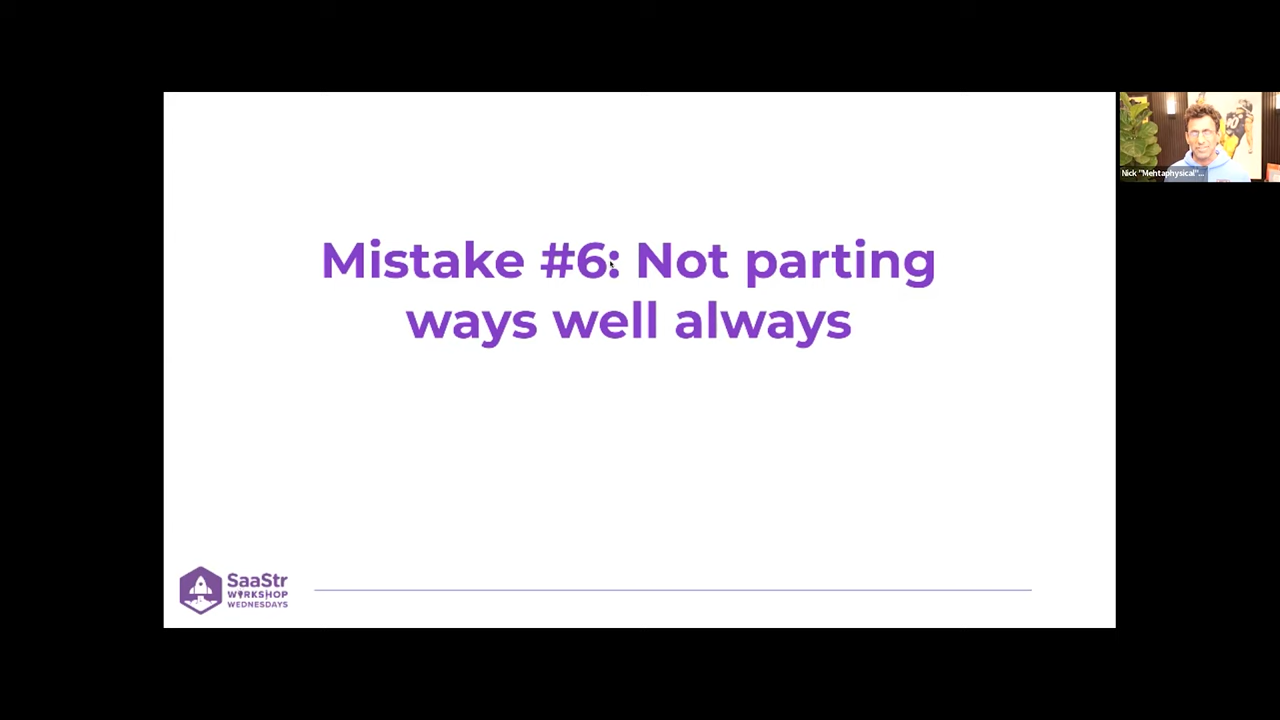 Mistake #6: Not parting
ways well always
SaaStr
WORKSHOP
WEDNESDAYS
Nick "Mehtaphysical"...